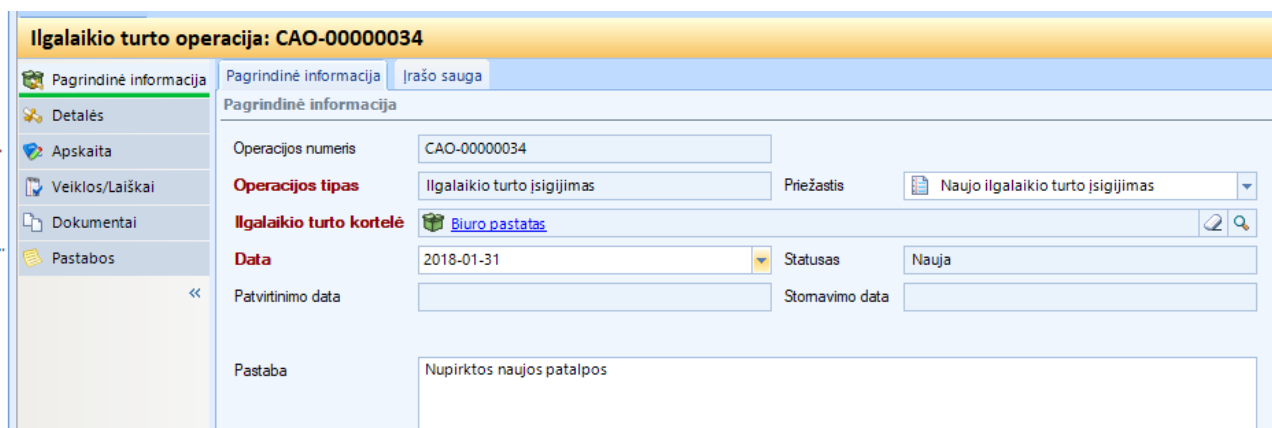 Ilgalaikio turto operacija: CAO-00000034
Pagrindinė informacija
Detalės
Apskaita
Veiklos/Laiškai
Dokumentai
Pastabos
«
Pagrindinė informacija Įrašo sauga
Pagrindinė informacija
Operacijos numeris CAO-00000034
Operacijos tipas Ilgalaikio turto įsigijimas Priežastis Naujo ilgalaikio turto įsigijimas
Ilgalaikio turto kortelė Biuro pastatas
Data 2018-01-31 Statusas Nauja
Patvirtinimo data Stornavimo data
Pastaba Nupirktos naujos patalpos